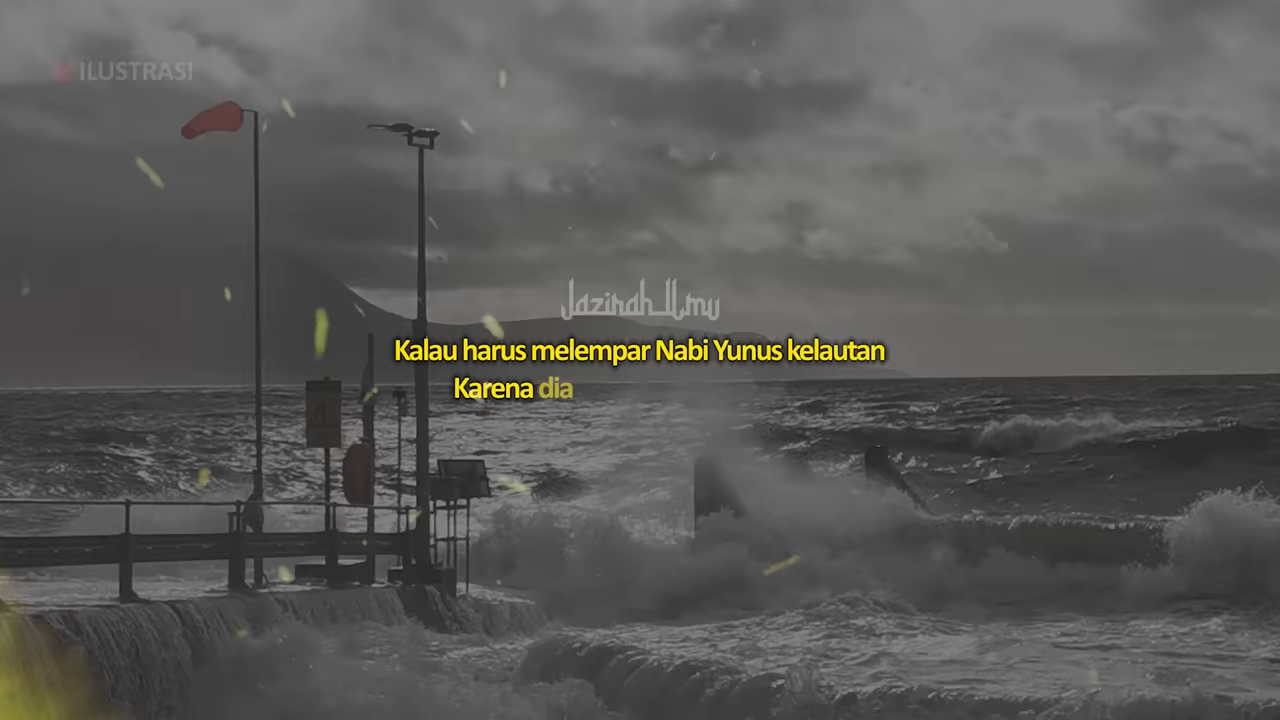 ILUSTRASI
Jazirah Ilmu
Kalau harus melempar Nabi Yunus kelautan
Karena dia